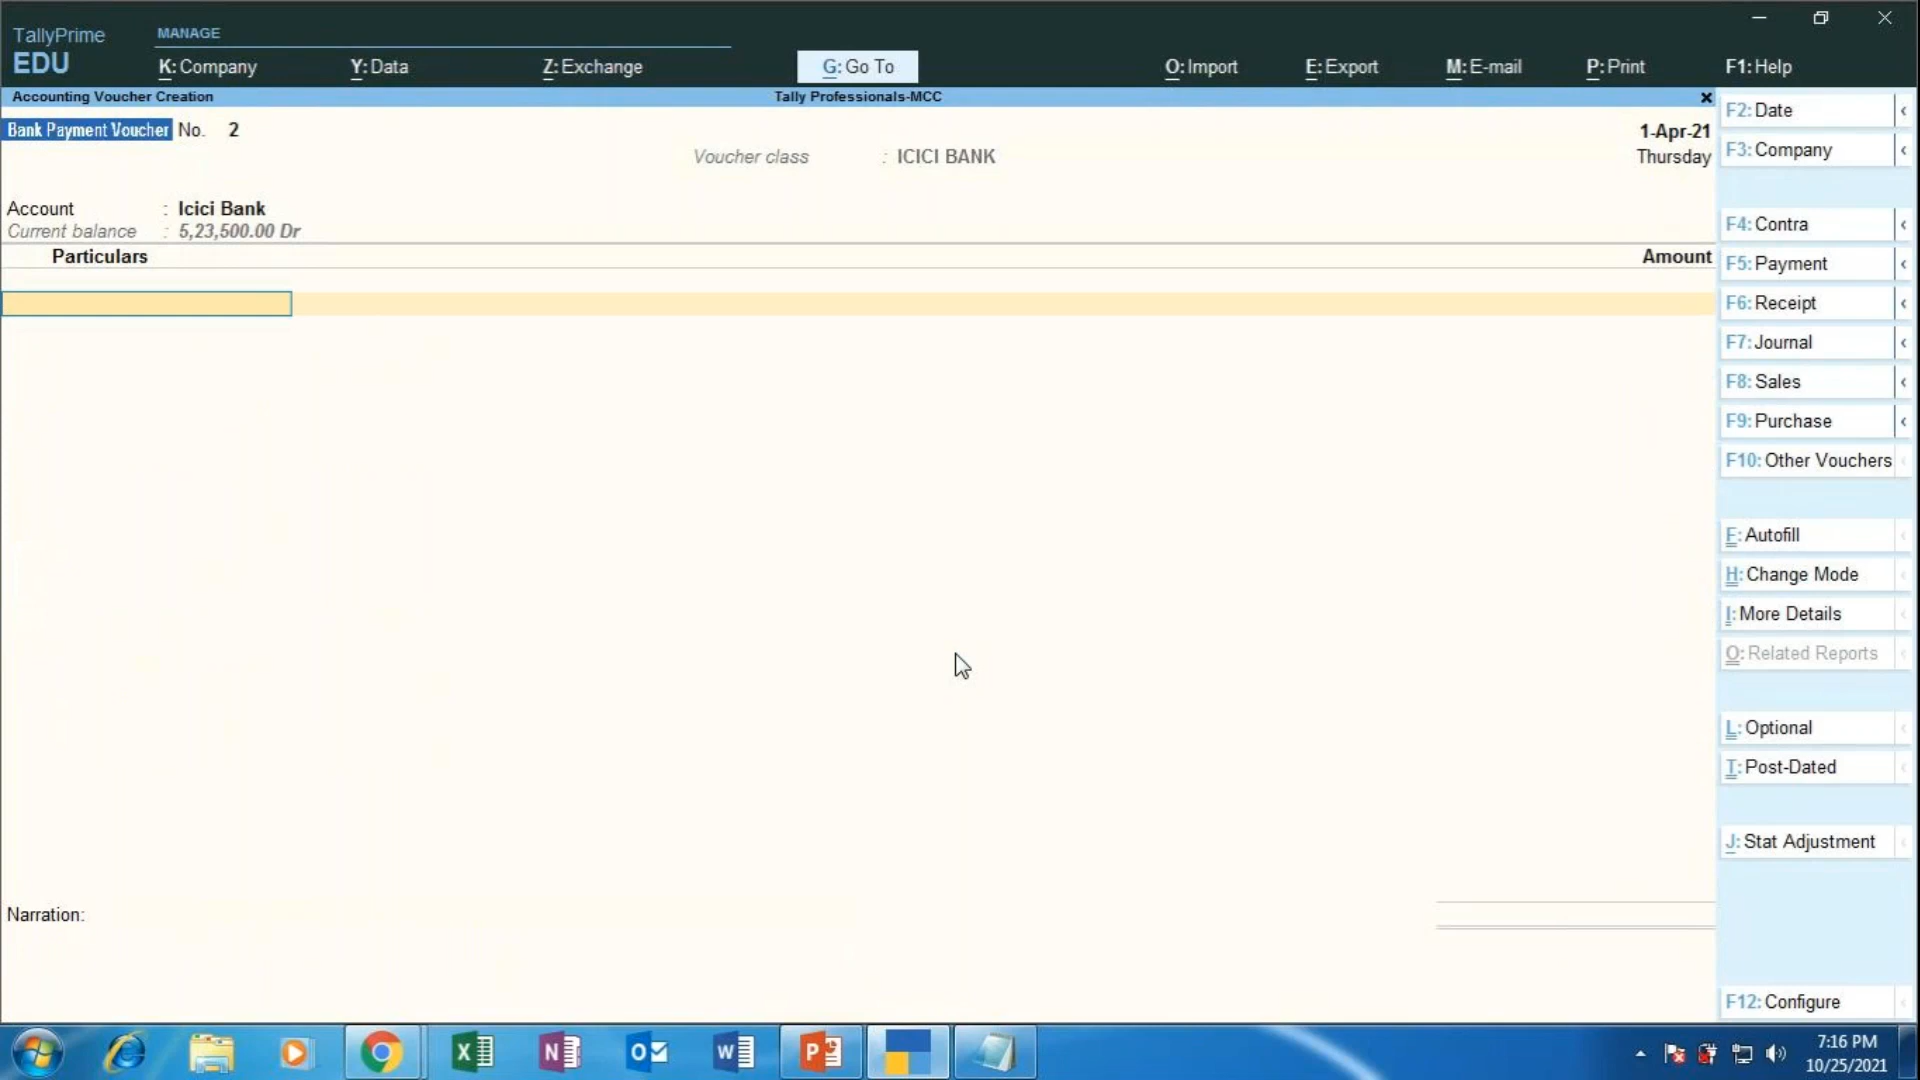 TallyPrime
EDU
MANAGE
K: Company
Y: Data
Z: Exchange
G: Go To
O: Import
E: Export
M: E-mail
P: Print
F1: Help
Accounting Voucher Creation
Tally Professionals-MCC
Bank Payment Voucher No. 2
1-Apr-21
Voucher class : ICICI BANK
Thursday
Account : Icici Bank
Current balance : 5,23,500.00 Dr
Particulars
Amount
Narration:
F2: Date
F3: Company
F4: Contra
F5: Payment
F6: Receipt
F7: Journal
F8: Sales
F9: Purchase
F10: Other Vouchers
F: Autofill
H: Change Mode
I: More Details
O: Related Reports
L: Optional
T: Post-Dated
J: Stat Adjustment
F12: Configure
7:16 PM
10/25/2021